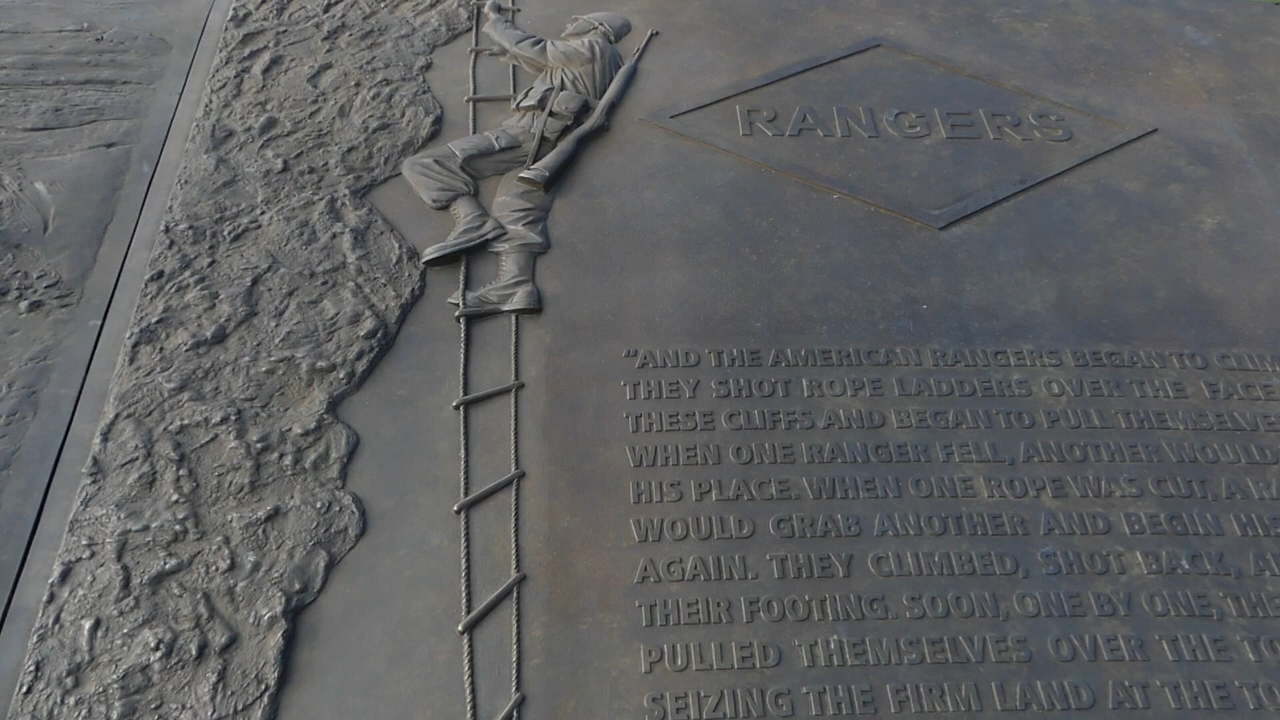 RANGERS
"AND THE AMERICAN RANGERS BEGAN TO
THEY SHOT ROPE LADDERS OVER THE FACE
THESE CLIFFS AND BEGAN TO PULL
WHEN ONE RANGER FELL, ANOTHER WOULD
HIS PLACE. WHEN ONE ROPE WAS CUT, A
WOULD GRAB ANOTHER AND BEGIN
AGAIN. THEY CLIMBED, SHOT BACK,
THEIR FOOTING. SOON, ONE BY ONE,
PULLED THEMSELVES OVER THE
SEIZING THE FIRM LAND AT THE